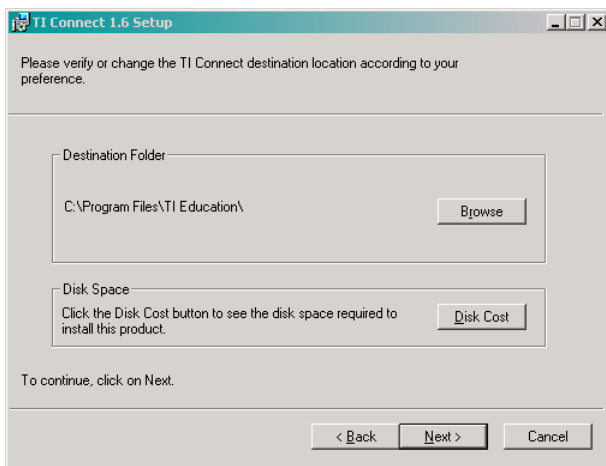 TI Connect 1.6 Setup
Please verify or change the TI Connect destination location according to your
preference.
Destination Folder
C:\Program Files\TI Education\
Browse
Disk Space
Click the Disk Cost button to see the disk space required to
install this product.
Disk Cost
To continue, click on Next.
< Back
Next >
Cancel